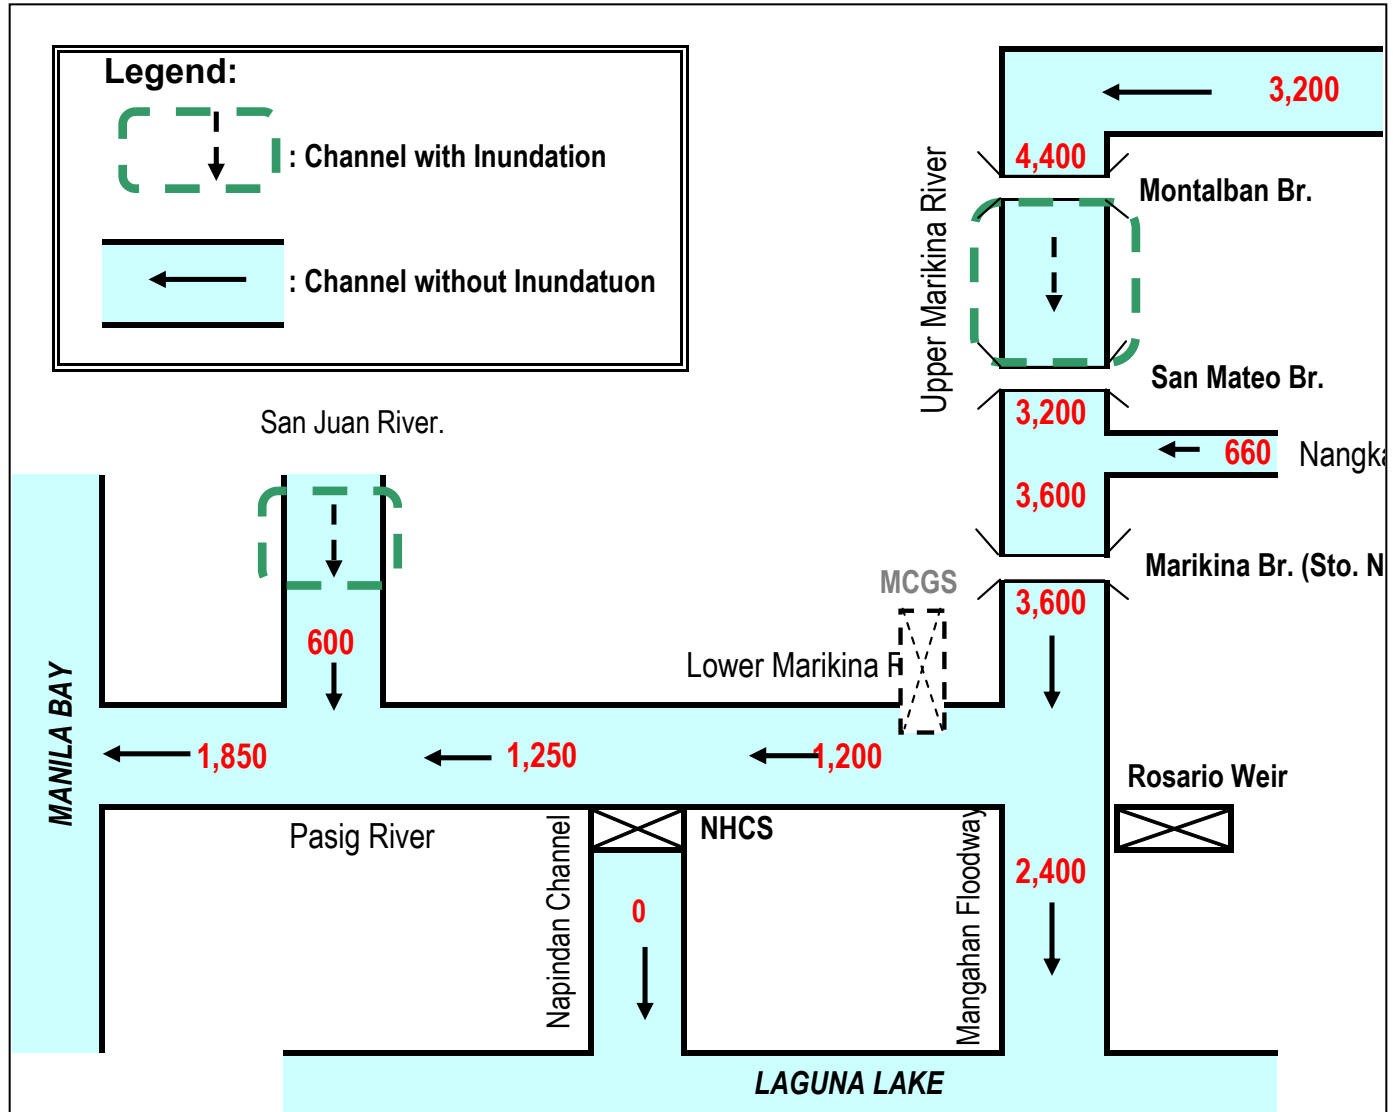 Legend:
: Channel with Inundation
: Channel without Inundatuon
3,200
4,400
Montalban Br.
Upper Marikina River
San Mateo Br.
3,200
660
Nangka
3,600
Marikina Br. (Sto. N
3,600
San Juan River.
600
MCGS
Lower Marikina R
MANILA BAY
1,850
1,250
1,200
Rosario Weir
Pasig River
Napindan Channel
NHCS
Mangahan Floodway
2,400
0
LAGUNA LAKE